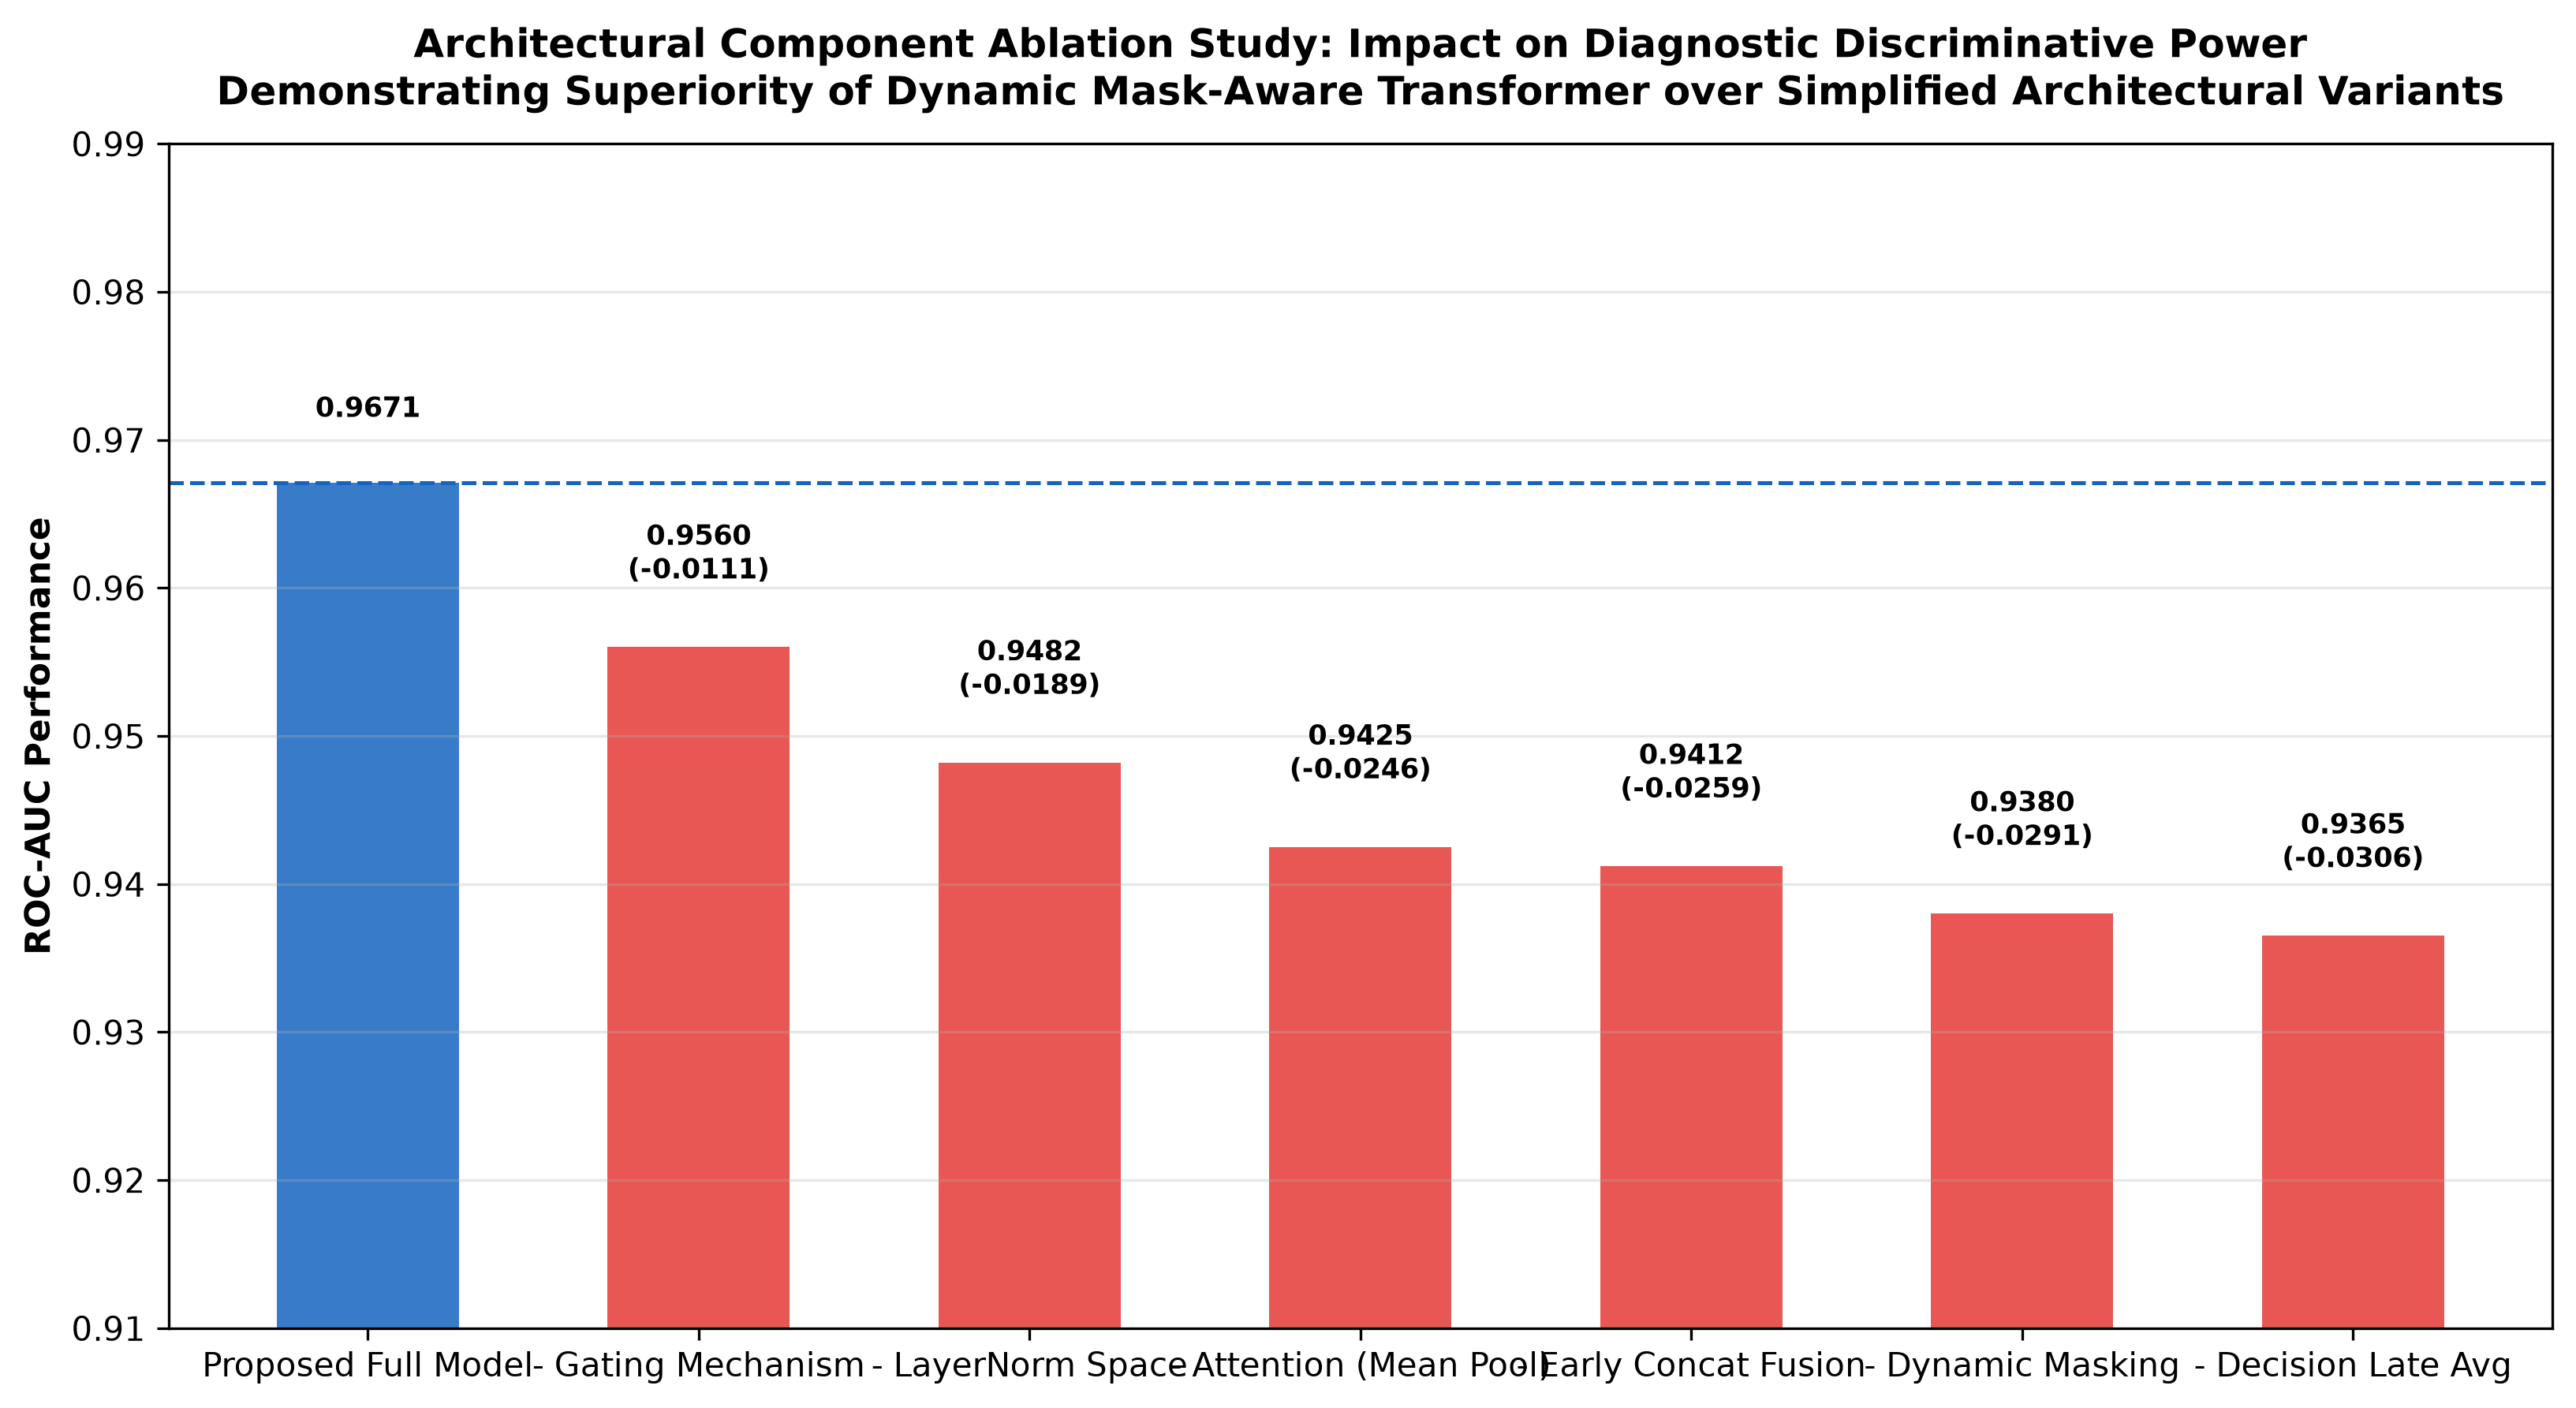 Architectural Component Ablation Study: Impact on Diagnostic Discriminative Power
Demonstrating Superiority of Dynamic Mask-Aware Transformer over Simplified Architectural Variants
ROC-AUC Performance
0.99
0.98
0.97
0.96
0.95
0.94
0.93
0.92
0.91
0.9671
0.9560
(-0.0111)
0.9482
(-0.0189)
0.9425
(-0.0246)
0.9412
(-0.0259)
0.9380
(-0.0291)
0.9365
(-0.0306)
Proposed Full Model
- Gating Mechanism
- LayerNorm Space
- Attention (Mean Pool)
- Early Concat Fusion
- Dynamic Masking
- Decision Late Avg